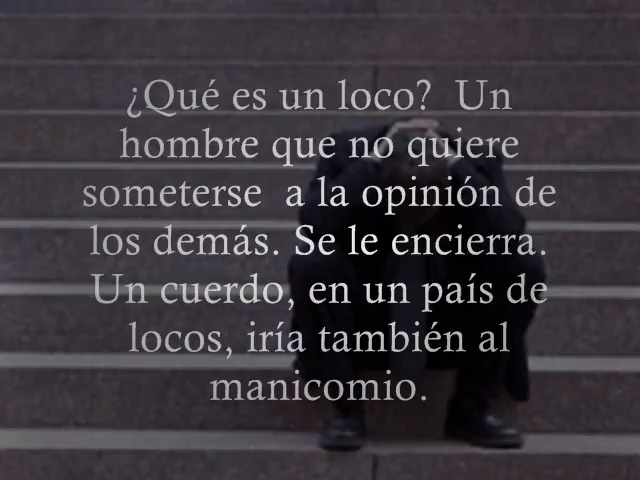 ¿Qué es un loco?  Un
hombre que no quiere
someterse  a la opinión de
los demás. Se le encierra.
Un cuerdo, en un país de
locos, iría también al
manicomio.